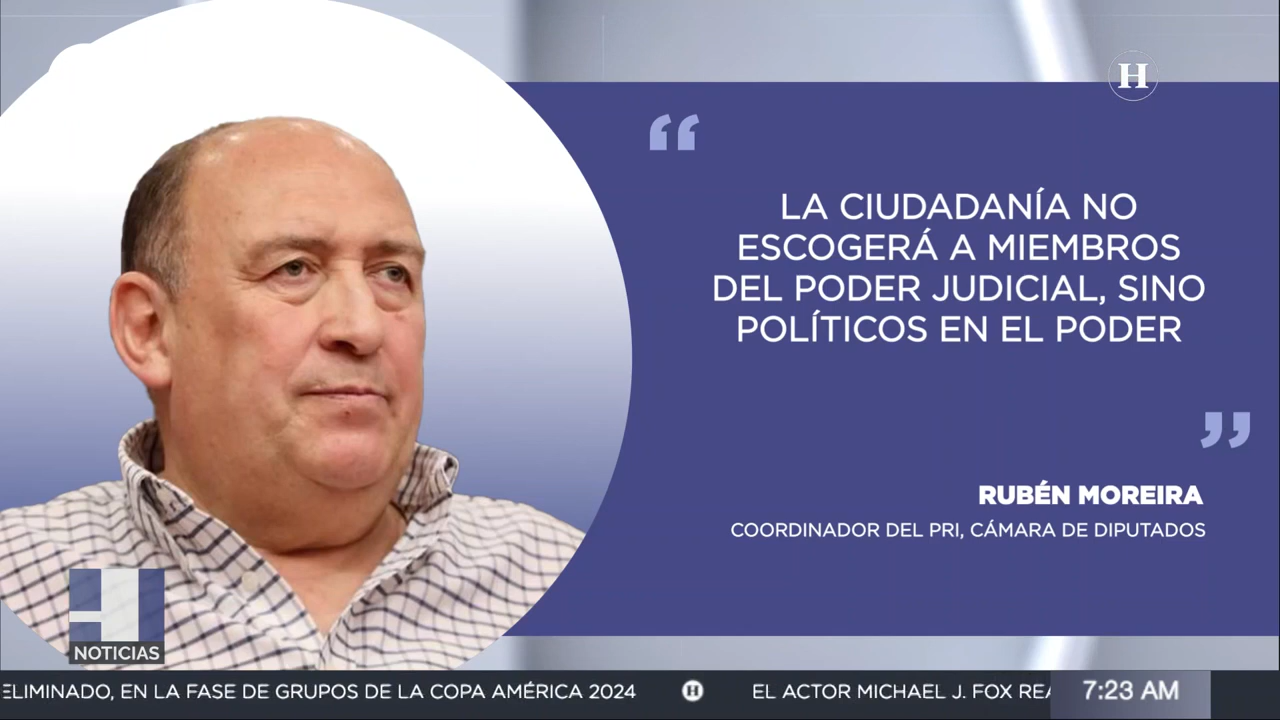 H
“
LA CIUDADANÍA NO
ESCOGERÁ A MIEMBROS
DEL PODER JUDICIAL, SINO
POLÍTICOS EN EL PODER
”
RUBÉN MOREIRA
COORDINADOR DEL PRI, CÁMARA DE DIPUTADOS
NOTICIAS
ELIMINADO, EN LA FASE DE GRUPOS DE LA COPA AMÉRICA 2024 H EL ACTOR MICHAEL J. FOX REA
7:23 AM